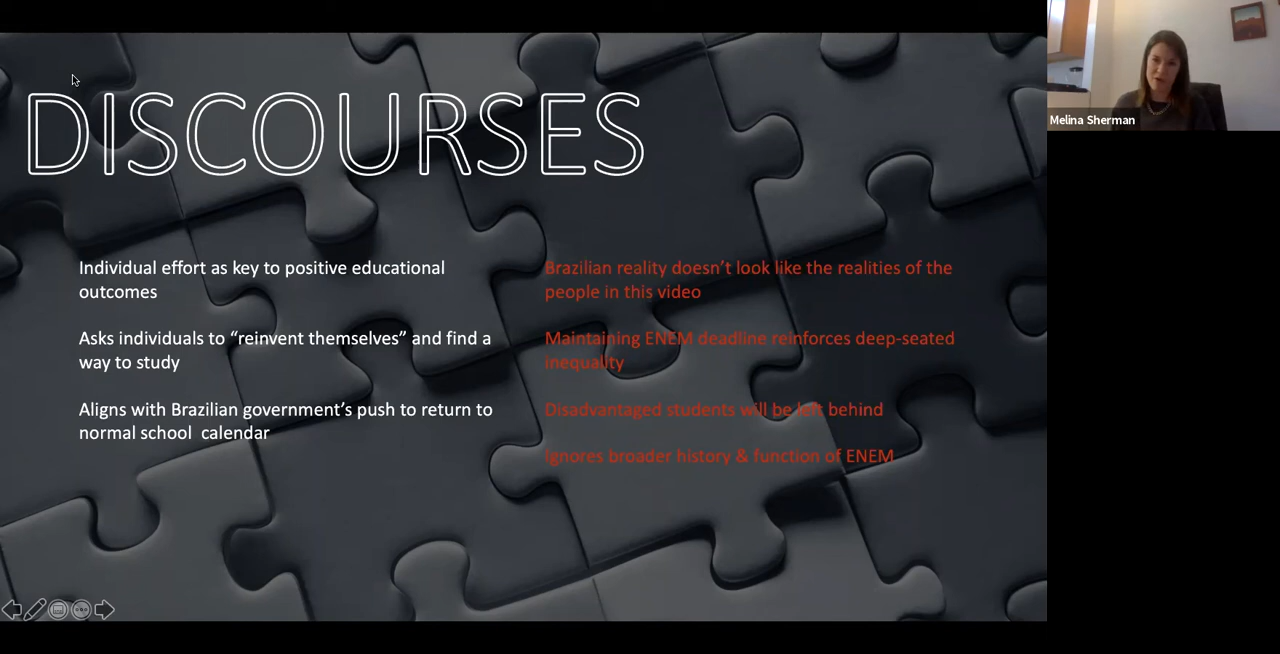 DISCOURSES
Individual effort as key to positive educational
outcomes
Asks individuals to “reinvent themselves” and find a
way to study
Aligns with Brazilian government’s push to return to
normal school calendar
Brazilian reality doesn’t look like the realities of the
people in this video
Maintaining ENEM deadline reinforces deep-seated
inequality
Disadvantaged students will be left behind
Ignores broader history & function of ENEM
Melina Sherman